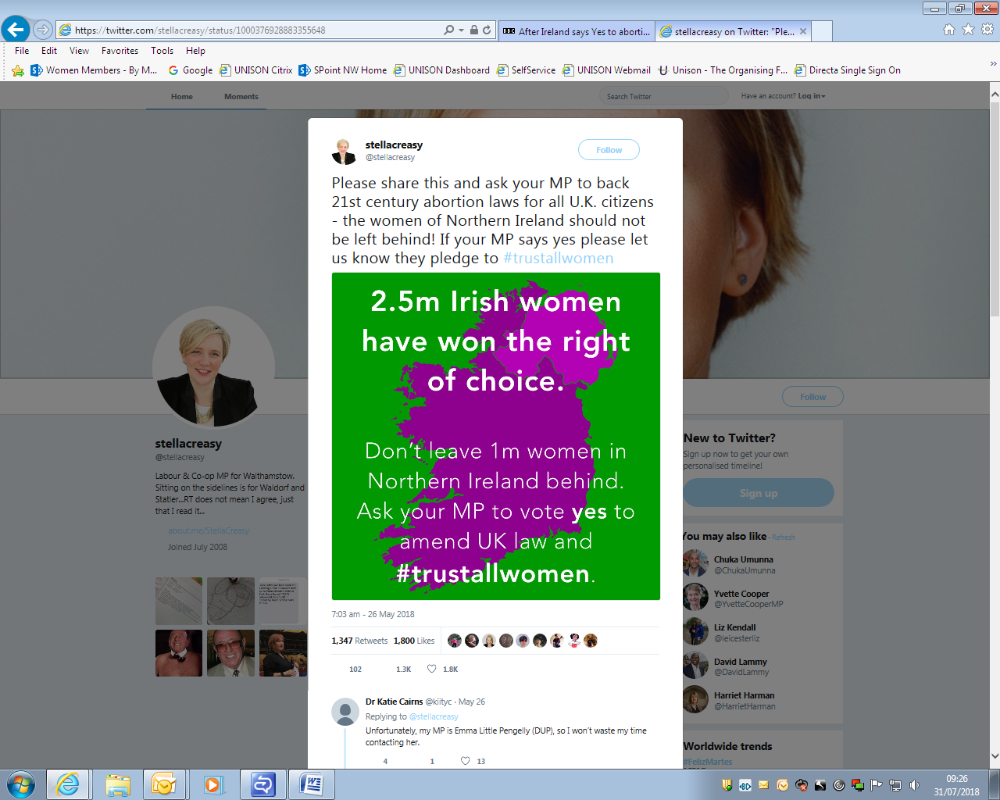 https://twitter.com/stellacreasy/status/1000376928883355648
BBC After Ireland says Yes to aborti...
stellacreasy on Twitter: "Ple...
File Edit View Favorites Tools Help
Women Members - By M... Google UNISON Citrix SPoint NW Home UNISON Dashboard SelfService UNISON Webmail Unison - The Organising F... Directa Single Sign On
Home Moments Search Twitter Have an account? Log in
stellacreasy
@stellacreasy
Follow
Please share this and ask your MP to back
21st century abortion laws for all U.K. citizens
- the women of Northern Ireland should not
be left behind! If your MP says yes please let
us know they pledge to #trustallwomen
2.5m Irish women
have won the right
of choice.
Don't leave 1m women in
Northern Ireland behind.
Ask your MP to vote yes to
amend UK law and
#trustallwomen.
7:03 am - 26 May 2018
1,347 Retweets 1,800 Likes
102 1.3K 1.8K
Dr Katie Cairns @kiityc · May 26
Replying to @stellacreasy
Unfortunately, my MP is Emma Little Pengelly (DUP), so I won't waste my time
contacting her.
4 1 13
stellacreasy
@stellacreasy
Labour & Co-op MP for Walthamstow.
Sitting on the sidelines is for Waldorf and
Statler...RT does not mean I agree, just
that I read it...
about.me/StellaCreasy
Joined July 2008
Follow
New to Twitter?
Sign up now to get your own
personalised timeline!
Sign up
You may also like · Refresh
Chuka Umunna
@ChukaUmunna
Yvette Cooper
@YvetteCooperMP
Liz Kendall
@leicesterliz
David Lammy
@DavidLammy
Harriet Harman
@HarrietHarman
Worldwide trends
#FelizMartes
09:26
31/07/2018